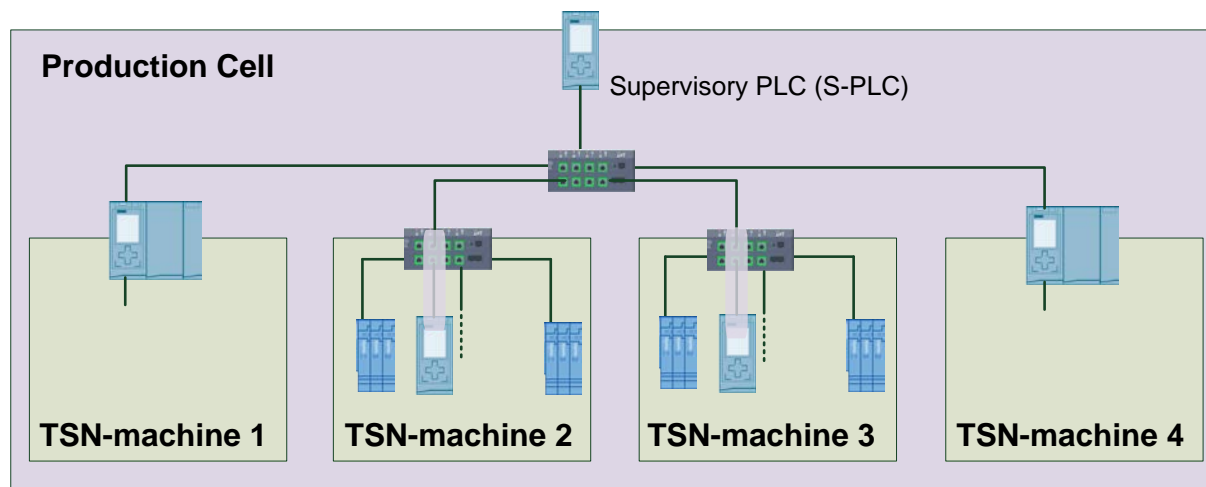 Production Cell
Supervisory PLC (S-PLC)
TSN-machine 1
TSN-machine 2
TSN-machine 3
TSN-machine 4